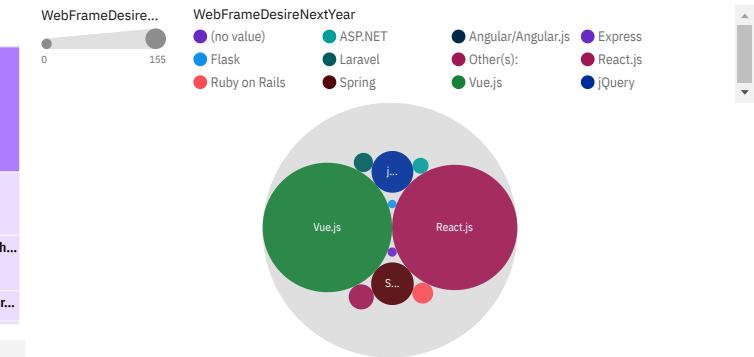 WebFrameDesire...
0 155
WebFrameDesireNextYear
(no value) ASP.NET Angular/Angular.js Express
Flask Laravel Other(s): React.js
Ruby on Rails Spring Vue.js jQuery
j...
Vue.js React.js
S...
h...
r...